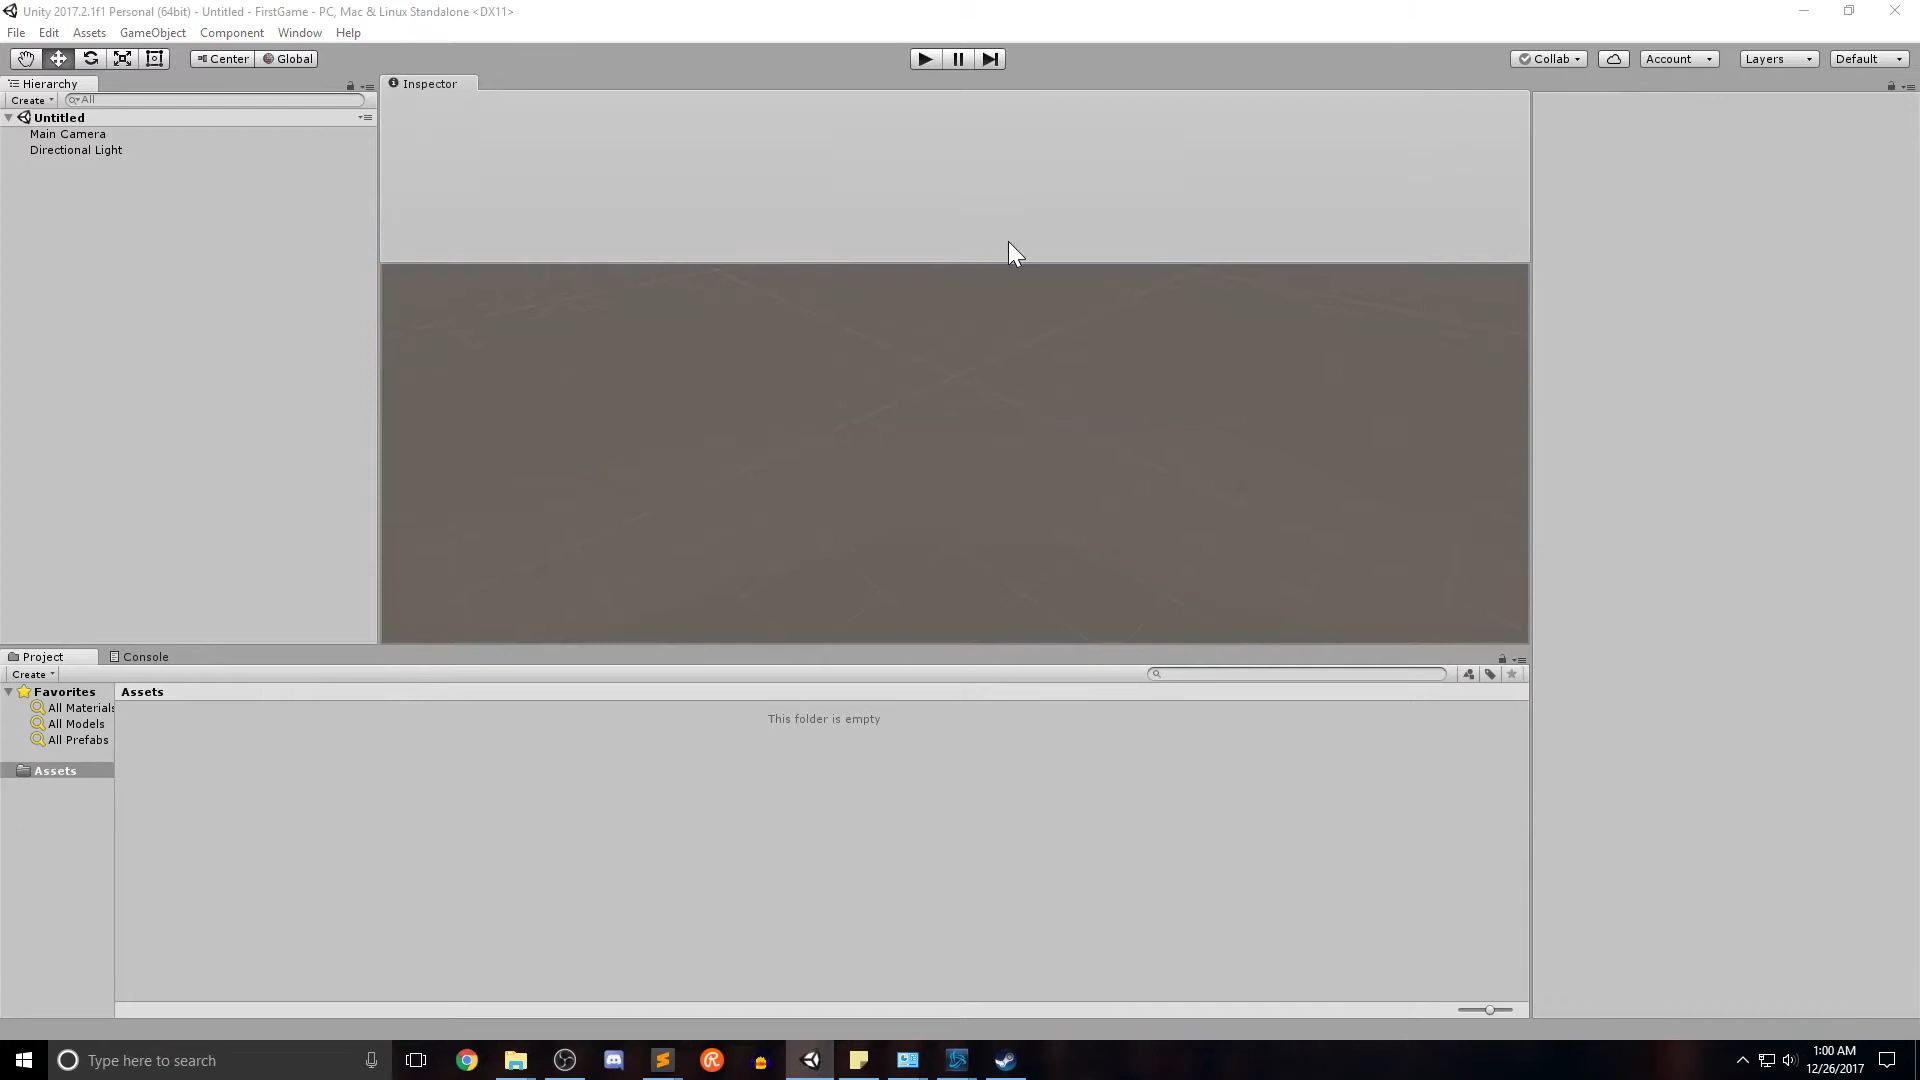 Unity 2017.2.1f1 Personal (64bit) - Untitled - FirstGame - PC, Mac & Linux Standalone <DX11>
File Edit Assets GameObject Component Window Help
Center Global Collab Account Layers Default
Hierarchy
Inspector
Create All
Untitled
Main Camera
Directional Light
Project Console
Create
Favorites
Assets
All Materials
This folder is empty
All Models
All Prefabs
Assets
Type here to search
1:00 AM
12/26/2017